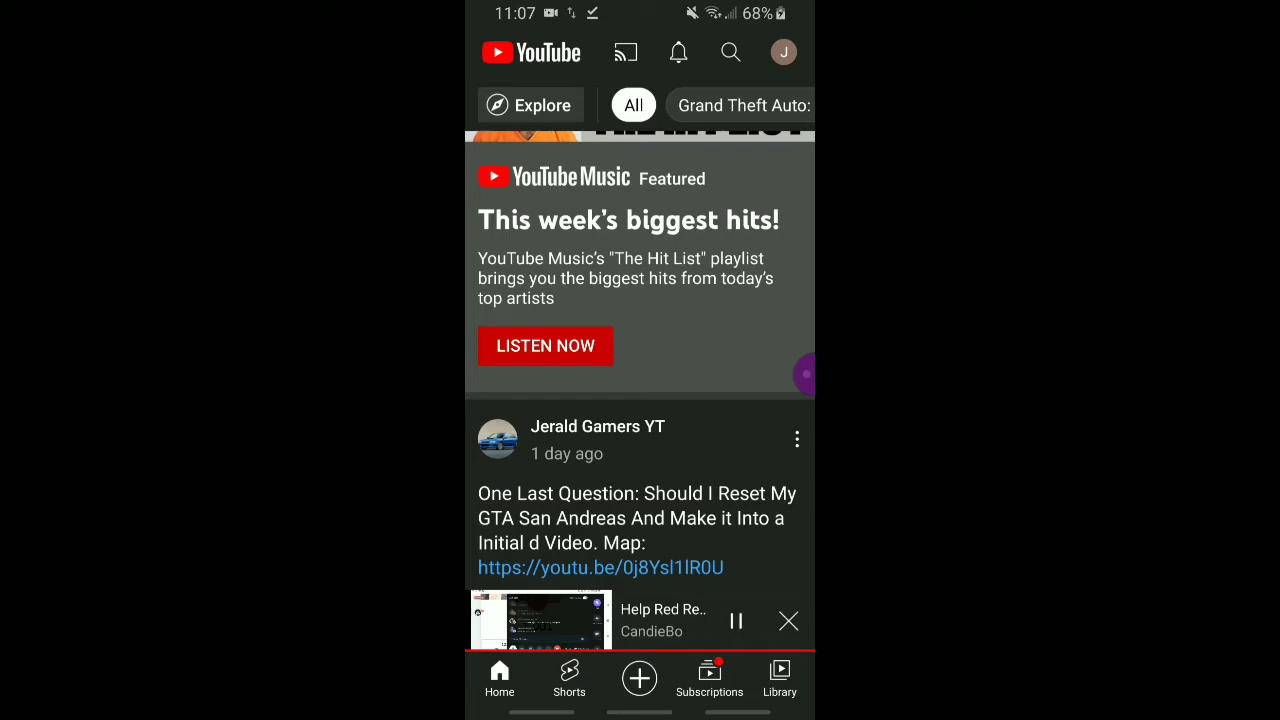 11:07 68%
YouTube J
Explore All Grand Theft Auto:
YouTube Music Featured
This week's biggest hits!
YouTube Music's "The Hit List" playlist
brings you the biggest hits from today's
top artists
LISTEN NOW
Jerald Gamers YT
1 day ago
One Last Question: Should I Reset My
GTA San Andreas And Make it Into a
Initial d Video. Map:
https://youtu.be/0j8Ysl1lR0U
Help Red Re..
CandieBo
Home Shorts Subscriptions Library